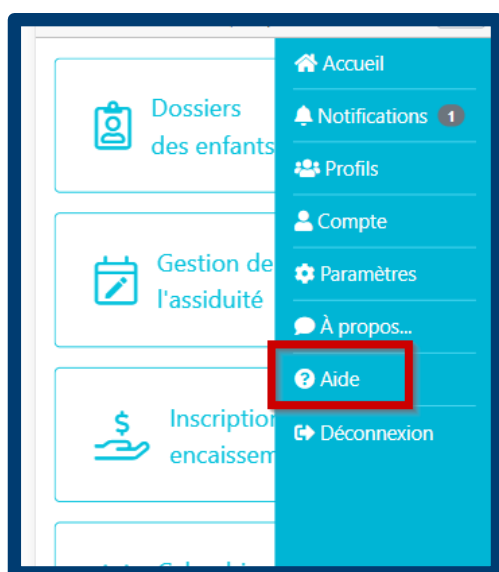 Dossiers
des enfants
Gestion de
l'assiduité
$
Inscription
encaissem
Accueil
Notifications 1
Profils
Compte
Paramètres
À propos...
Aide
Déconnexion